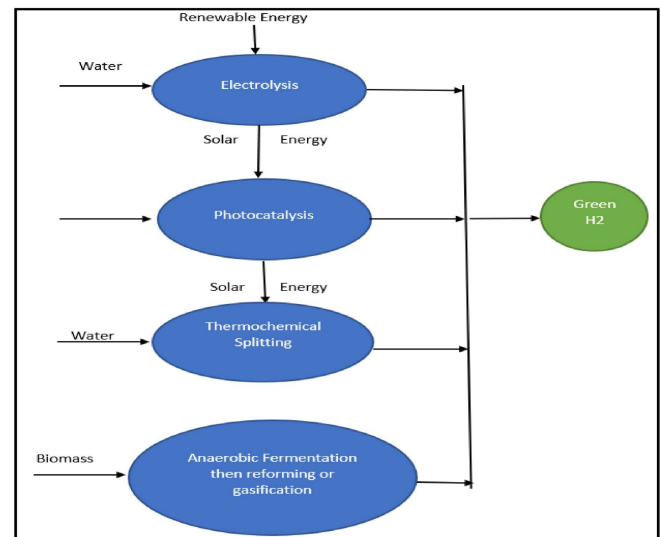 Renewable Energy
Water
Electrolysis
Solar Energy
Photocatalysis
Green
H2
Solar Energy
Thermochemical
Splitting
Water
Biomass
Anaerobic Fermentation
then reforming or
gasification